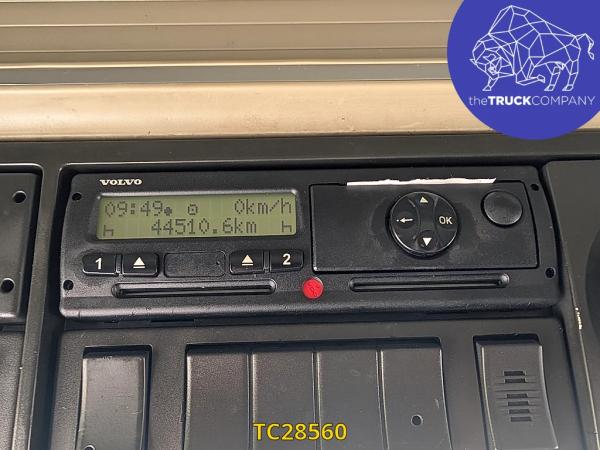 theTRUCKCOMPANY
VOLVO
09:49 0km/h
h 44510.6km h
1 2
OK
TC28560